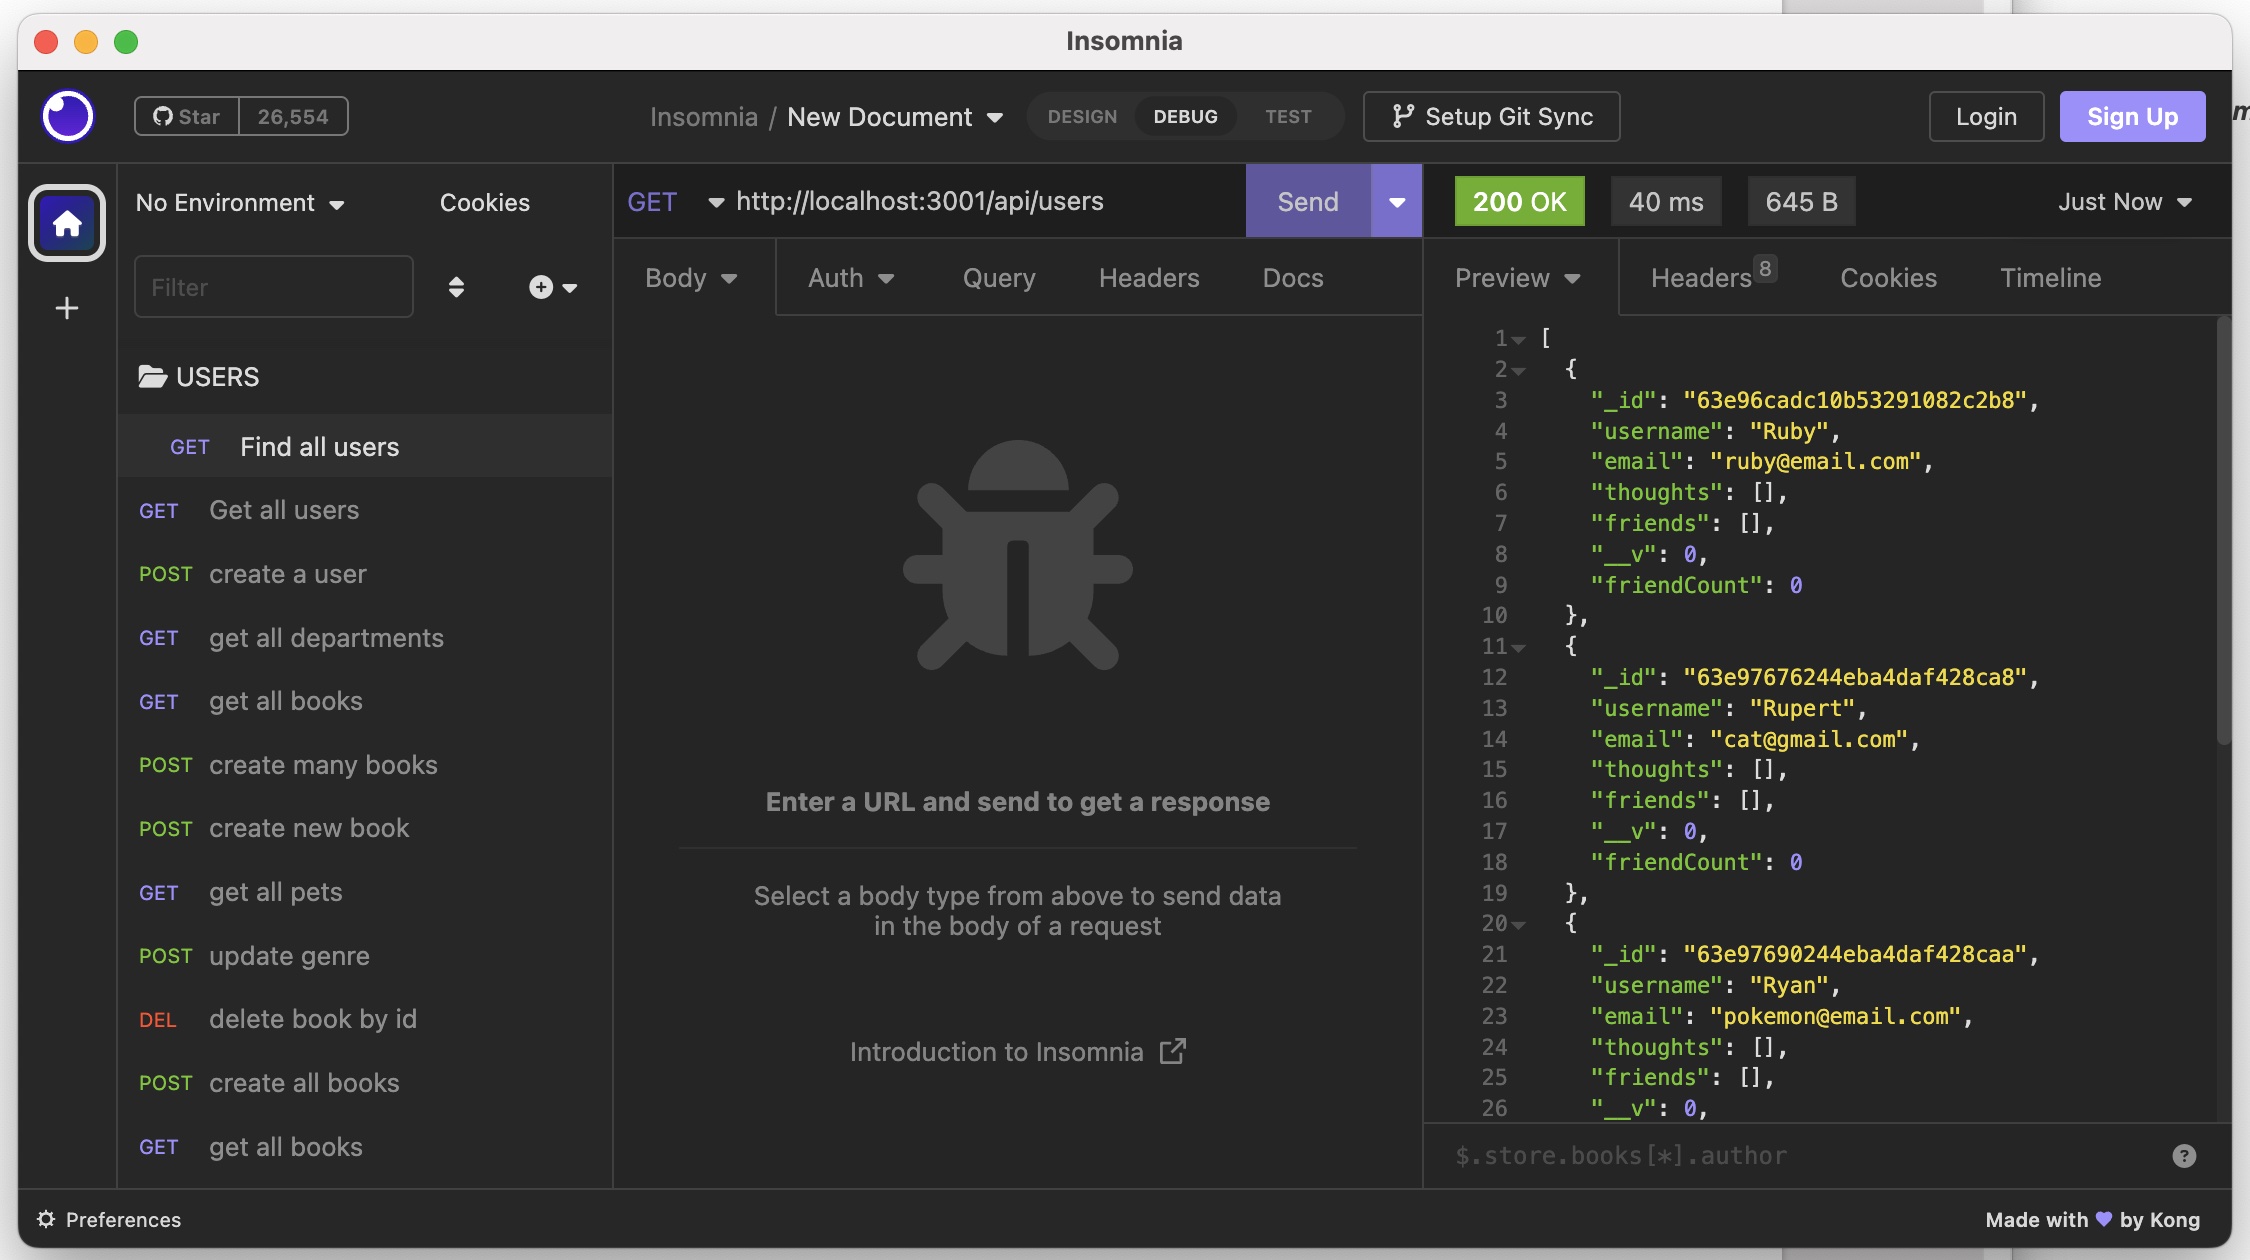 Insomnia
Star 26,554
Insomnia / New Document
DESIGN DEBUG TEST
Setup Git Sync
Login
Sign Up
No Environment
Cookies
Filter
USERS
GET Find all users
GET Get all users
POST create a user
GET get all departments
GET get all books
POST create many books
POST create new book
GET get all pets
POST update genre
DEL delete book by id
POST create all books
GET get all books
GET http://localhost:3001/api/users
Send
Body Auth Query Headers Docs
Enter a URL and send to get a response
Select a body type from above to send data
in the body of a request
Introduction to Insomnia
200 OK 40 ms 645 B Just Now
Preview Headers 8 Cookies Timeline
1 [
2 {
3 "_id": "63e96cadc10b53291082c2b8",
4 "username": "Ruby",
5 "email": "ruby@email.com",
6 "thoughts": [],
7 "friends": [],
8 "__v": 0,
9 "friendCount": 0
10 },
11 {
12 "_id": "63e97676244eba4daf428ca8",
13 "username": "Rupert",
14 "email": "cat@gmail.com",
15 "thoughts": [],
16 "friends": [],
17 "__v": 0,
18 "friendCount": 0
19 },
20 {
21 "_id": "63e97690244eba4daf428caa",
22 "username": "Ryan",
23 "email": "pokemon@email.com",
24 "thoughts": [],
25 "friends": [],
26 "__v": 0,
$.store.books[*].author
?
Preferences
Made with 💜 by Kong